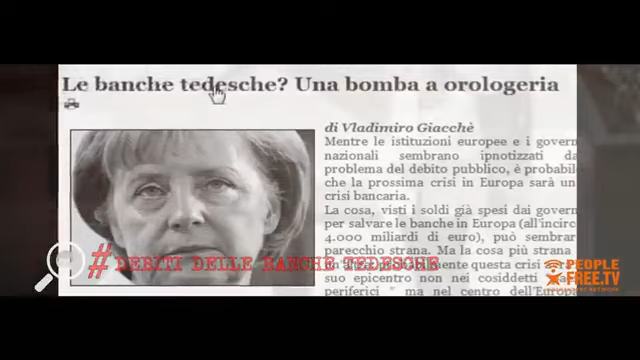 Le banche tedesche? Una bomba a orologeria
di Vladimiro Giacchè
Mentre le istituzioni europee e i govern
nazionali sembrano ipnotizzati da
problema del debito pubblico, è probabil
che la prossima crisi in Europa sarà un
crisi bancaria.
La cosa, visti i soldi già spesi dai govern
per salvare le banche in Europa (all'incirc
4.000 miliardi di euro), può sembrar
parecchio strana. Ma la cosa più strana
mente questa crisi
suo epicentro non nei cosiddetti
periferici " ma nel centro dell'Europ
#DEBITI DELLE BANCHE TEDESCHE
PEOPLE
FREE.TV